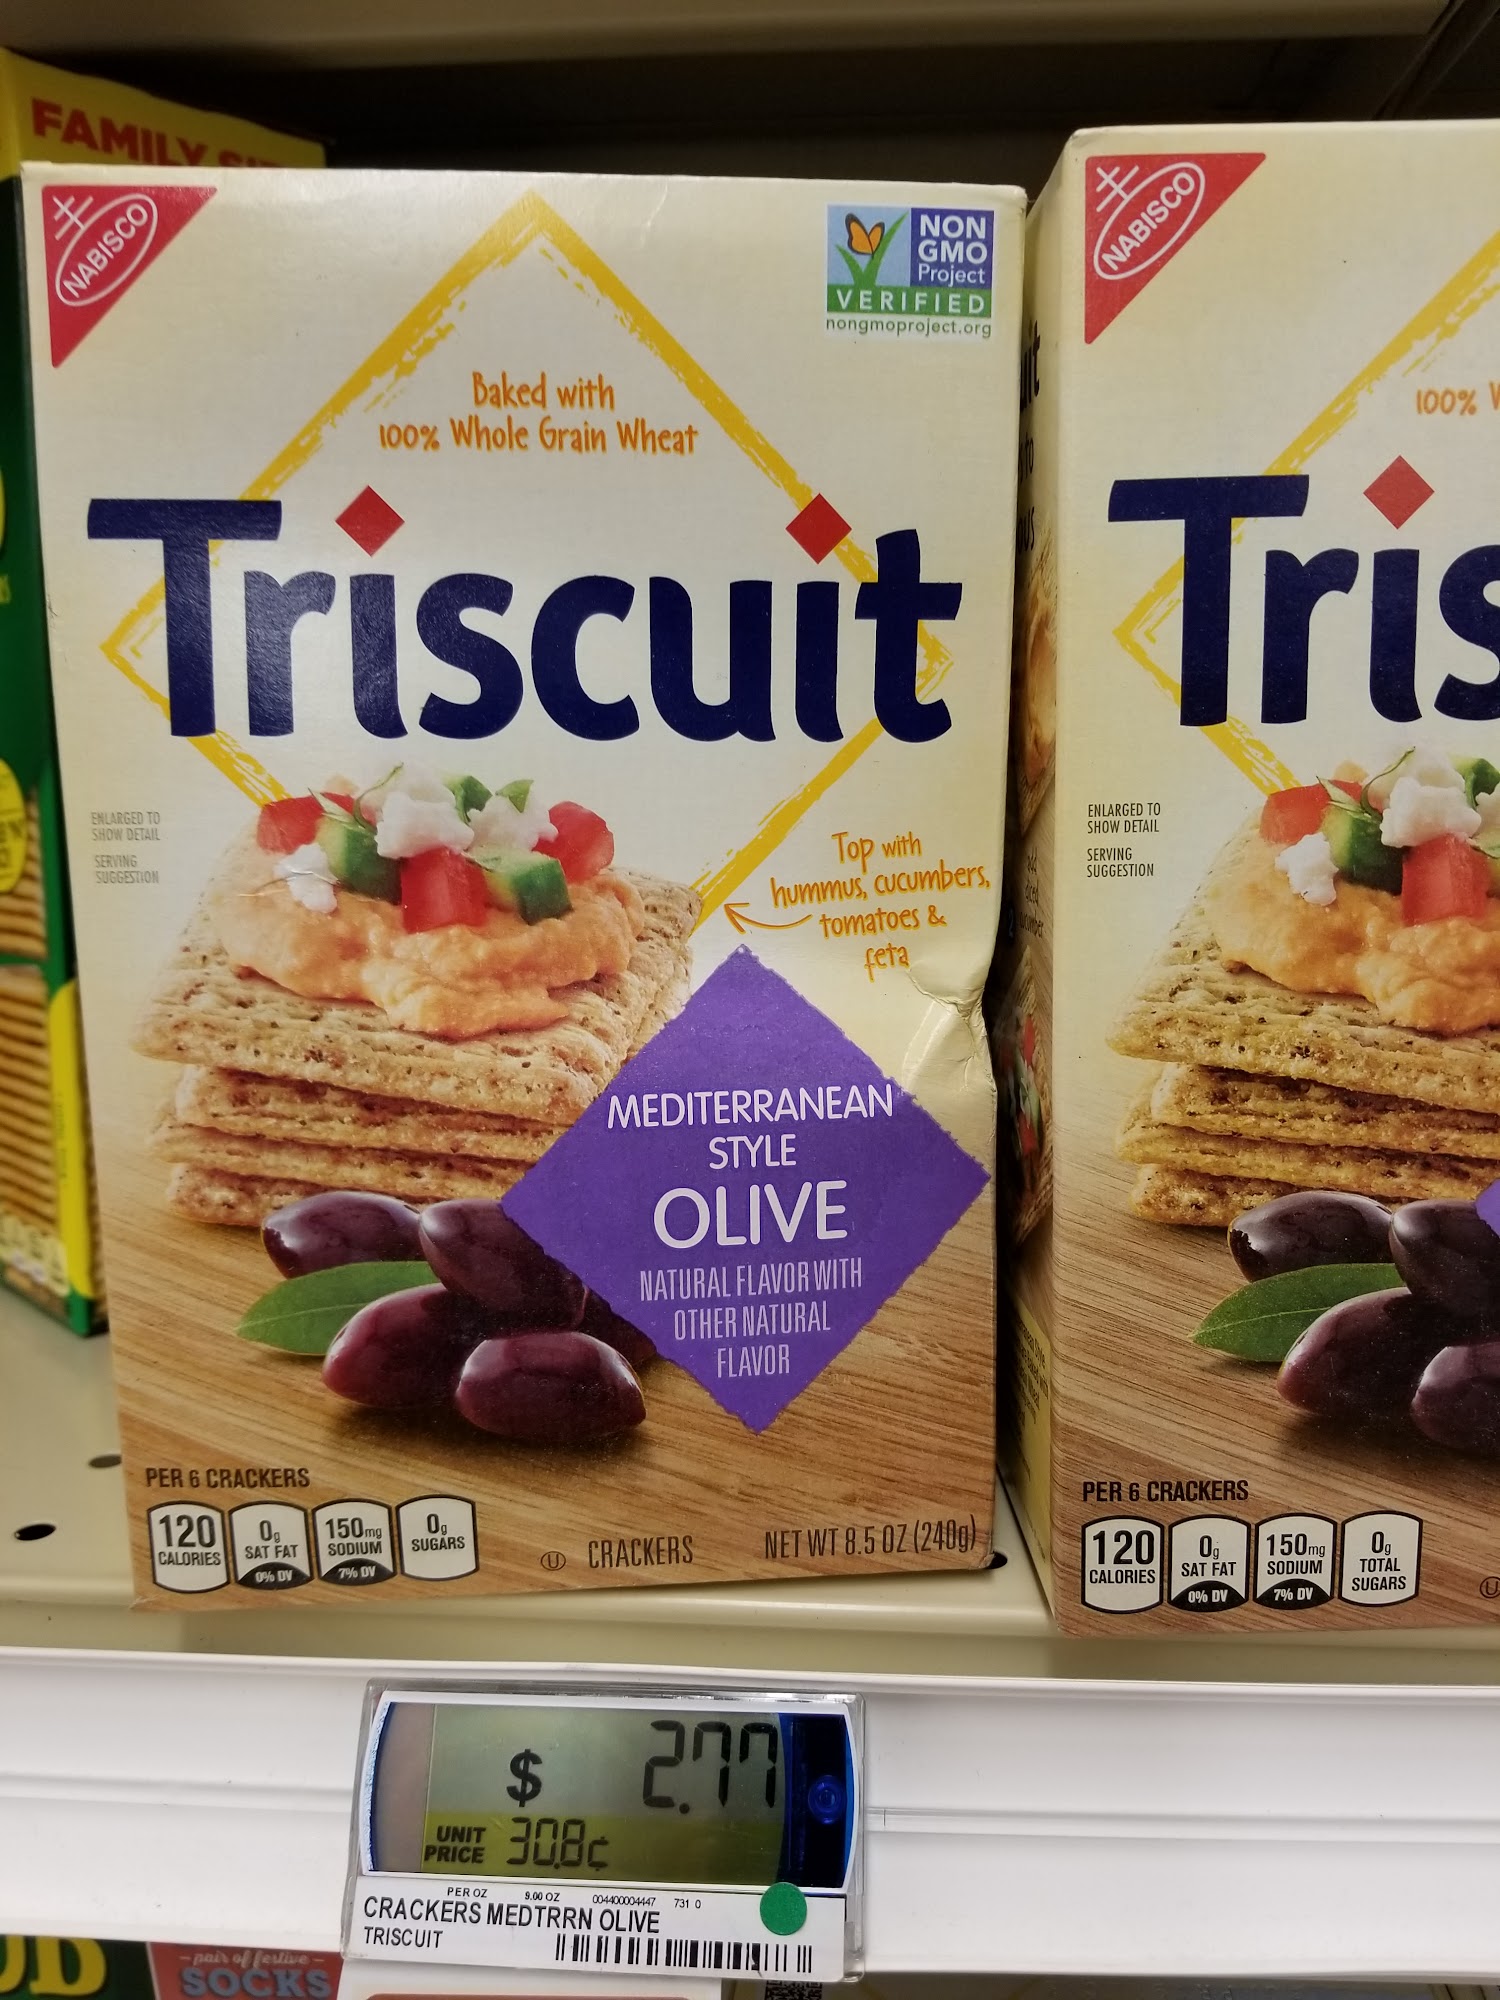 FAMILY
NABISCO
NON
GMO
Project
VERIFIED
nongmoproject.org
Baked with
100% Whole Grain Wheat
Triscuit
ENLARGED TO
SHOW DETAIL
SERVING
SUGGESTION
Top with
hummus, cucumbers,
tomatoes &
feta
MEDITERRANEAN
STYLE
OLIVE
NATURAL FLAVOR WITH
OTHER NATURAL
FLAVOR
PER 6 CRACKERS
120
CALORIES
0g
SAT FAT
0% DV
150mg
SODIUM
7% DV
0g
SUGARS
U CRACKERS
NET WT 8.5 OZ (240g)
NABISCO
100%
Tris
ENLARGED TO
SHOW DETAIL
SERVING
SUGGESTION
PER 6 CRACKERS
120
CALORIES
0g
SAT FAT
0% DV
150mg
SODIUM
7% DV
0g
TOTAL
SUGARS
U
$ 2.77
UNIT
PRICE 30.8¢
PER OZ 9.00 OZ 004400004447 731 0
CRACKERS MEDTRRN OLIVE
TRISCUIT
pair of festive
SOCKS